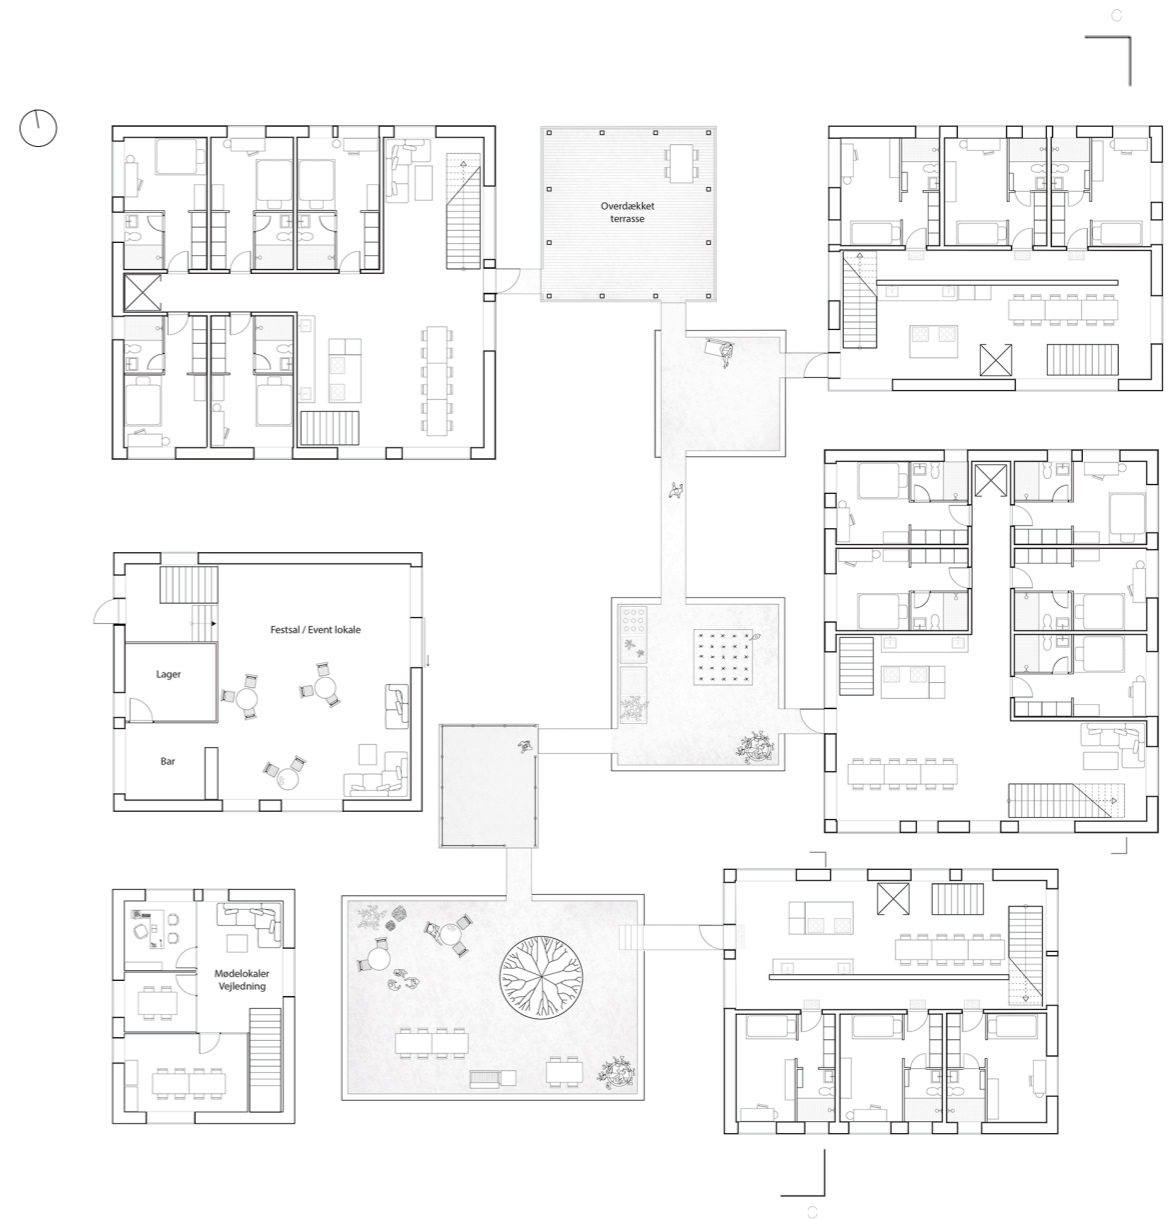 C
Overdækket
terrasse
Festsal / Event lokale
Lager
Bar
Mødelokaler
Vejledning
C